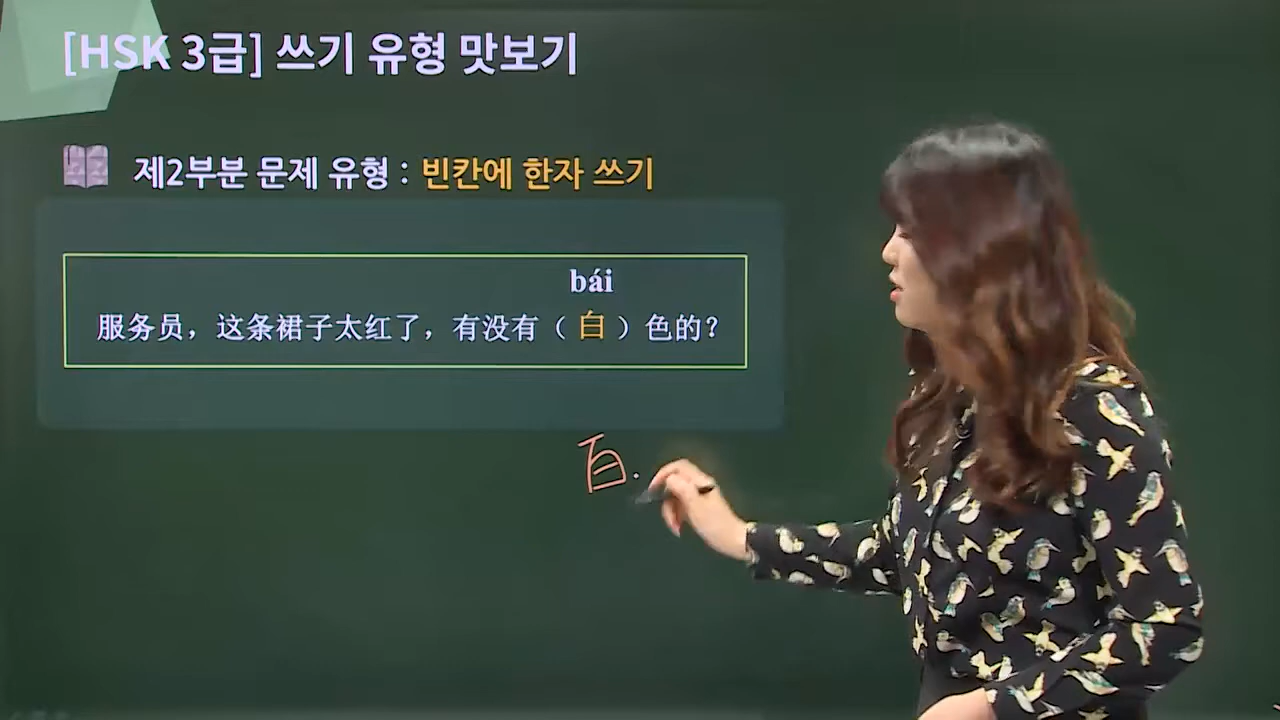 [HSK 3급] 쓰기 유형 맛보기
제2부분 문제 유형 : 빈칸에 한자 쓰기
bái
服务员，这条裙子太红了，有没有（ 白 ）色的？
百.